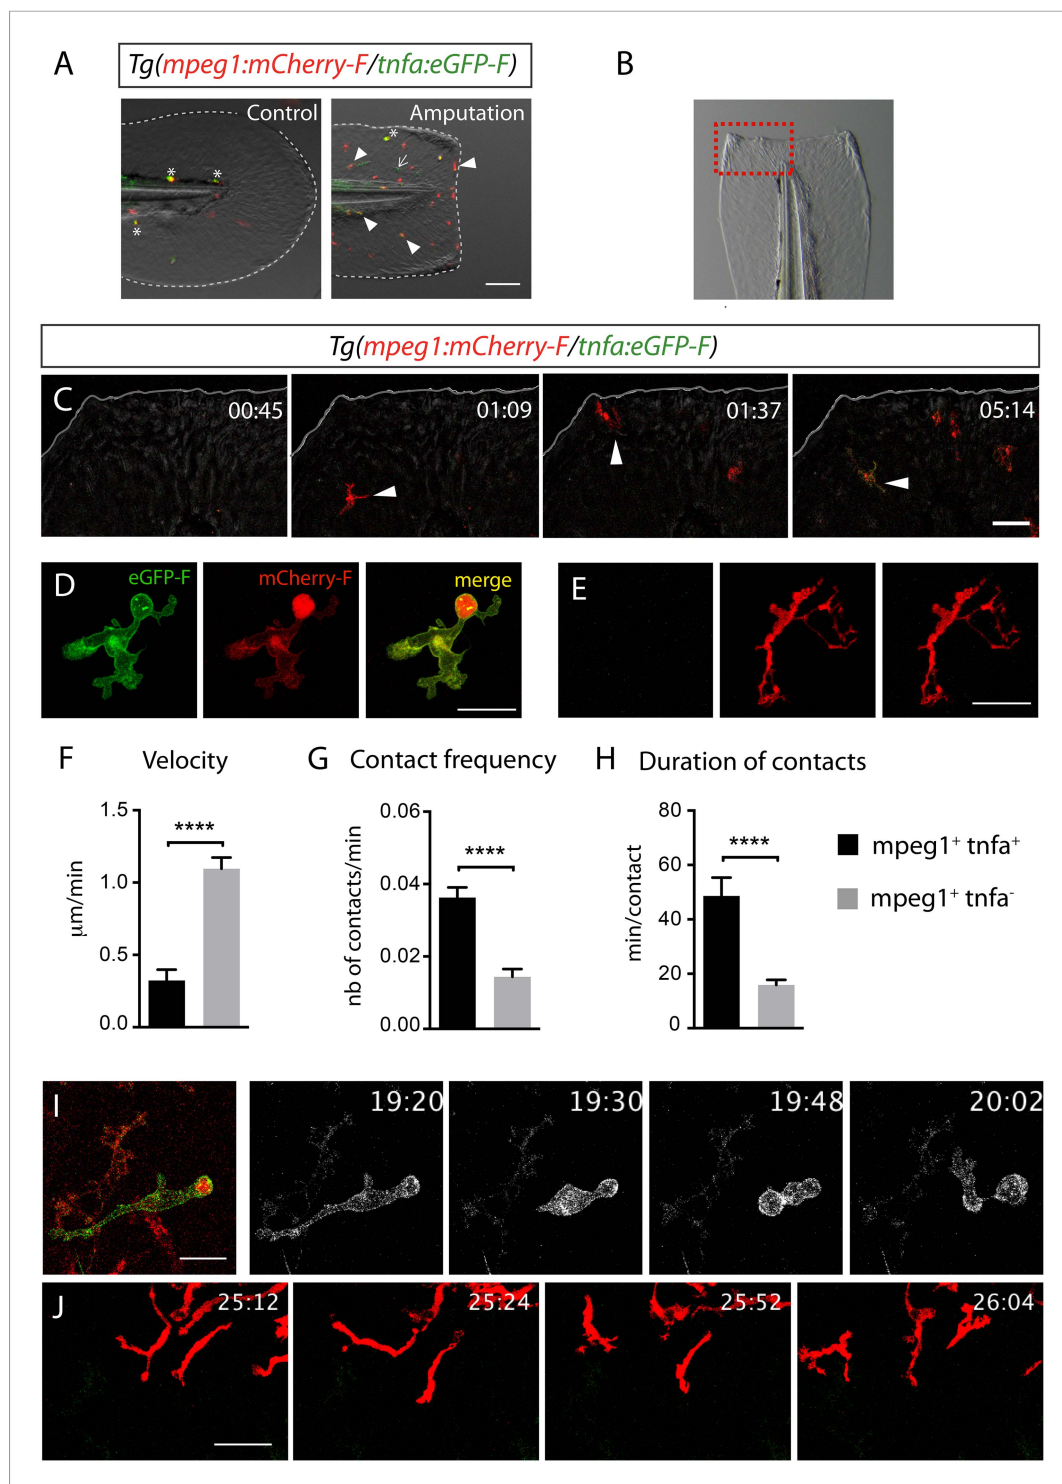 A
Tg(mpeg1:mCherry-F/tnfa:eGFP-F)
B
Control
Amputation
*
*
*
*
Tg(mpeg1:mCherry-F/tnfa:eGFP-F)
C
00:45
01:09
01:37
05:14
D
eGFP-F
mCherry-F
merge
E
F
Velocity
G
Contact frequency
H
Duration of contacts
1.5
1.0
0.5
0.0
µm/min
****
0.06
0.04
0.02
0.00
nb of contacts/min
****
80
60
40
20
0
min/contact
****
mpeg1⁺ tnfa⁺
mpeg1⁺ tnfa⁻
I
19:20
19:30
19:48
20:02
J
25:12
25:24
25:52
26:04